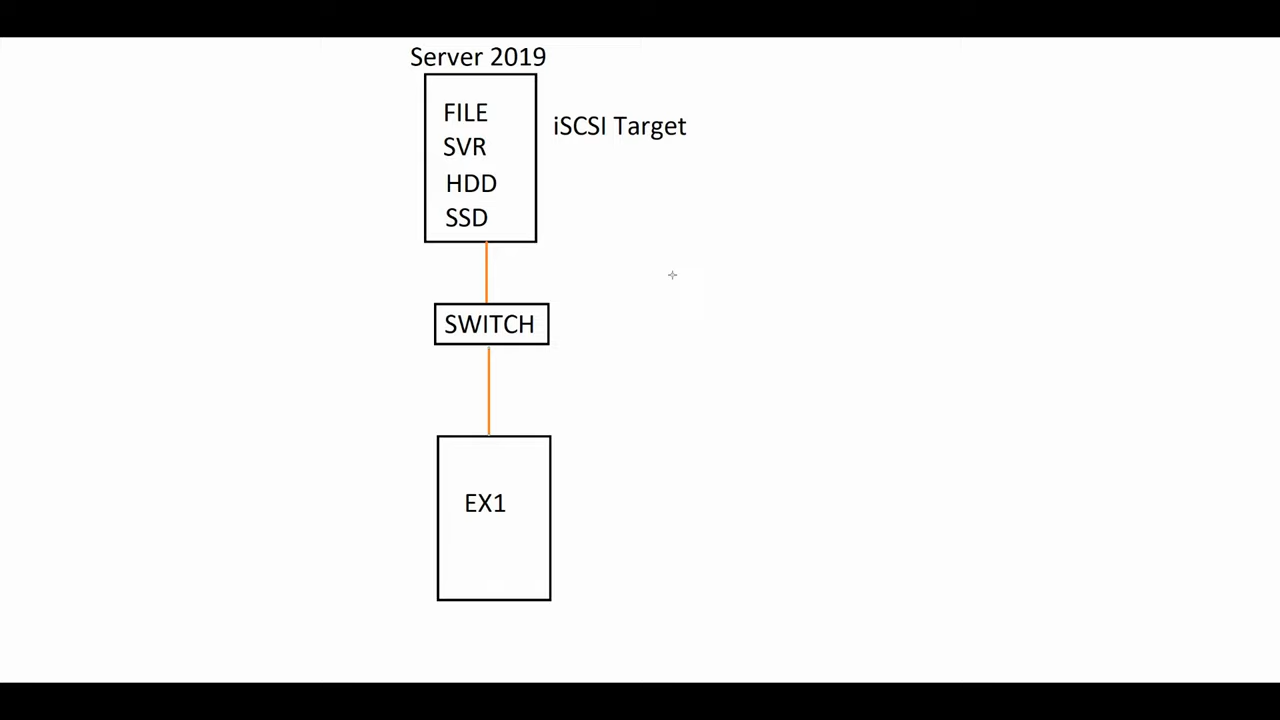 Server 2019
FILE
SVR
HDD
SSD
iSCSI Target
SWITCH
EX1